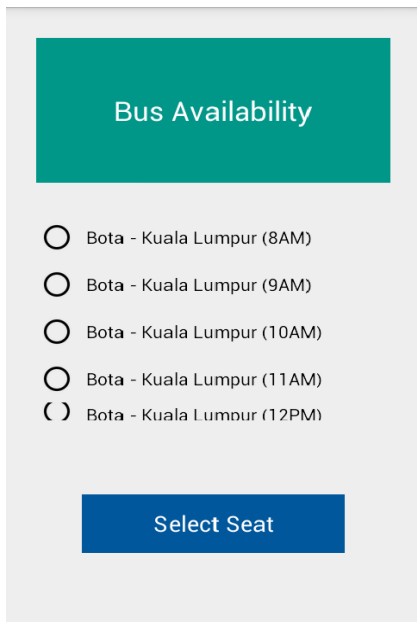 Bus Availability
Bota - Kuala Lumpur (8AM)
Bota - Kuala Lumpur (9AM)
Bota - Kuala Lumpur (10AM)
Bota - Kuala Lumpur (11AM)
Bota - Kuala Lumpur (12PM)
Select Seat